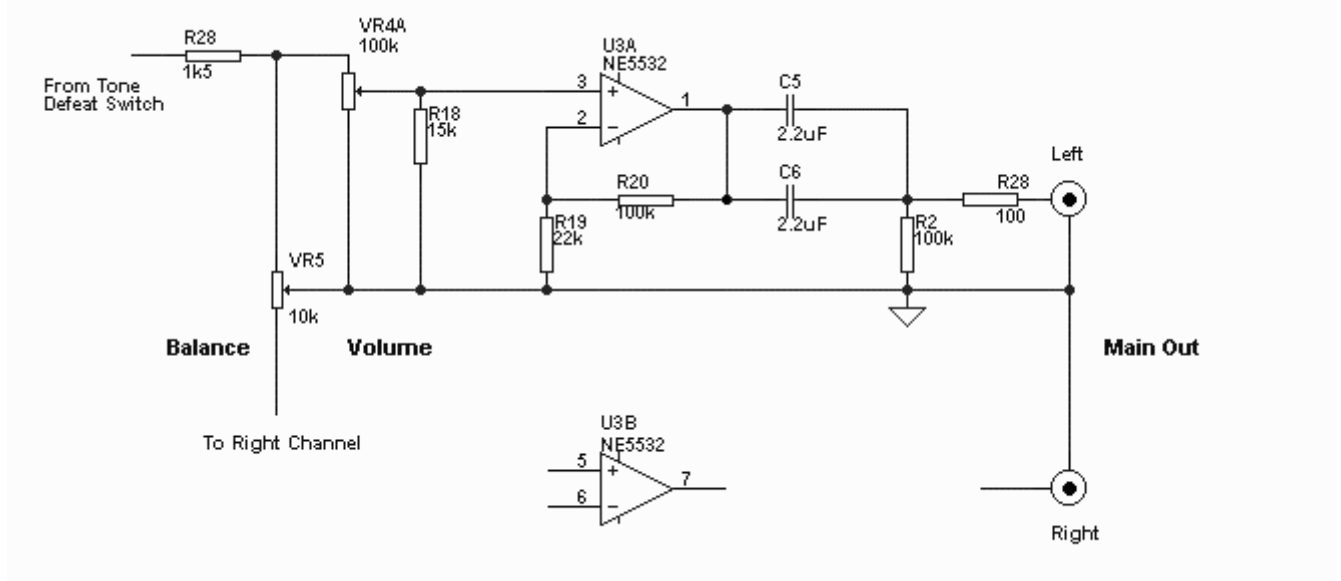 R28
1k5
VR4A
100k
From Tone
Defeat Switch
R18
15k
U3A
NE5532
3
+
2
−
1
C5
2.2uF
C6
2.2uF
R20
100k
R19
22k
R2
100k
R28
100
Left
VR5
10k
Balance
Volume
Main Out
To Right Channel
U3B
NE5532
5
+
6
−
7
Right